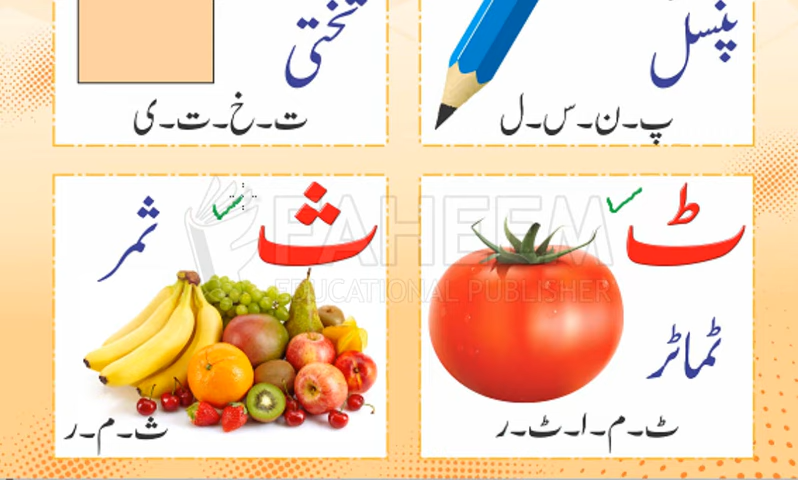 پنسل
پ۔ن۔س۔ل
تختی
ت۔خ۔ت۔ی
ٹ
ٹماٹر
ٹ۔م۔ا۔ٹ۔ر
ث
ثمر
ث۔م۔ر
FAHEEM
EDUCATIONAL PUBLISHER